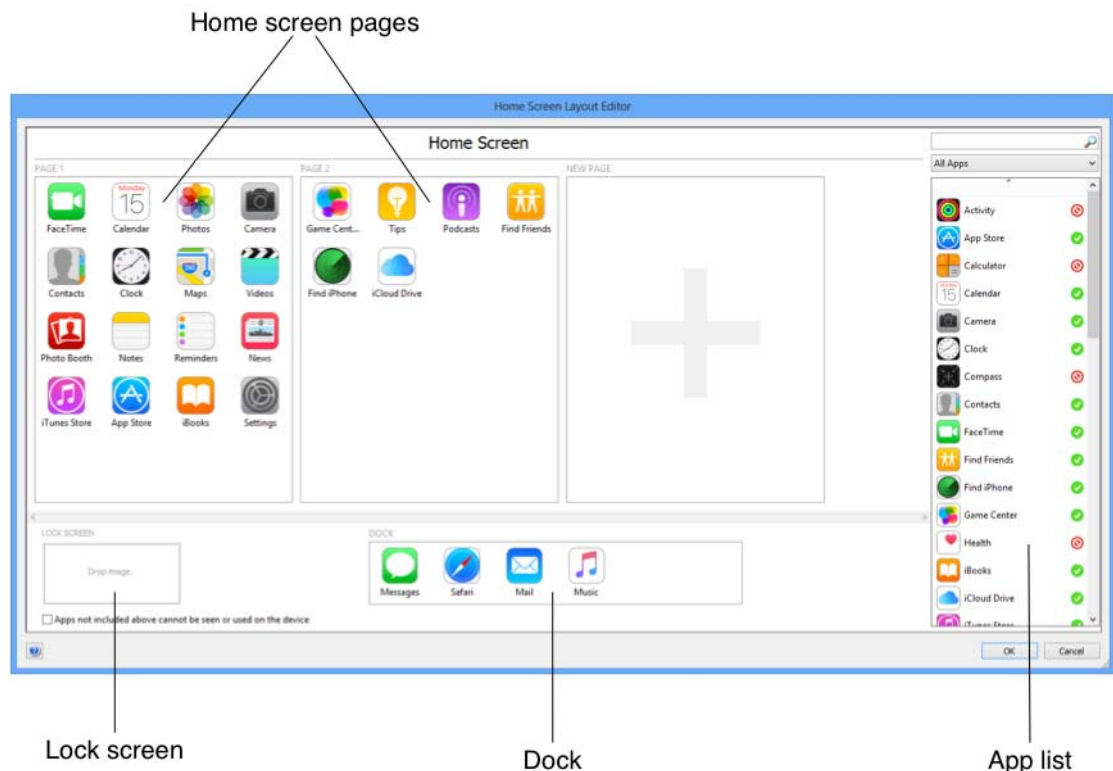 Home screen pages
Home Screen Layout Editor
Home Screen
PAGE 1
PAGE 2
NEW PAGE
All Apps
FaceTime
Monday
15
Calendar
Photos
Camera
Game Cent...
Tips
Podcasts
Find Friends
Contacts
Clock
Maps
Videos
Find iPhone
iCloud Drive
Photo Booth
Notes
Reminders
News
iTunes Store
App Store
iBooks
Settings
Activity
App Store
Calculator
15
Calendar
Camera
Clock
Compass
Contacts
FaceTime
Find Friends
Find iPhone
Game Center
Health
iBooks
iCloud Drive
iTunes Store
LOCK SCREEN
Drop image.
DOCK
Messages
Safari
Mail
Music
Apps not included above cannot be seen or used on the device
OK
Cancel
Lock screen
Dock
App list